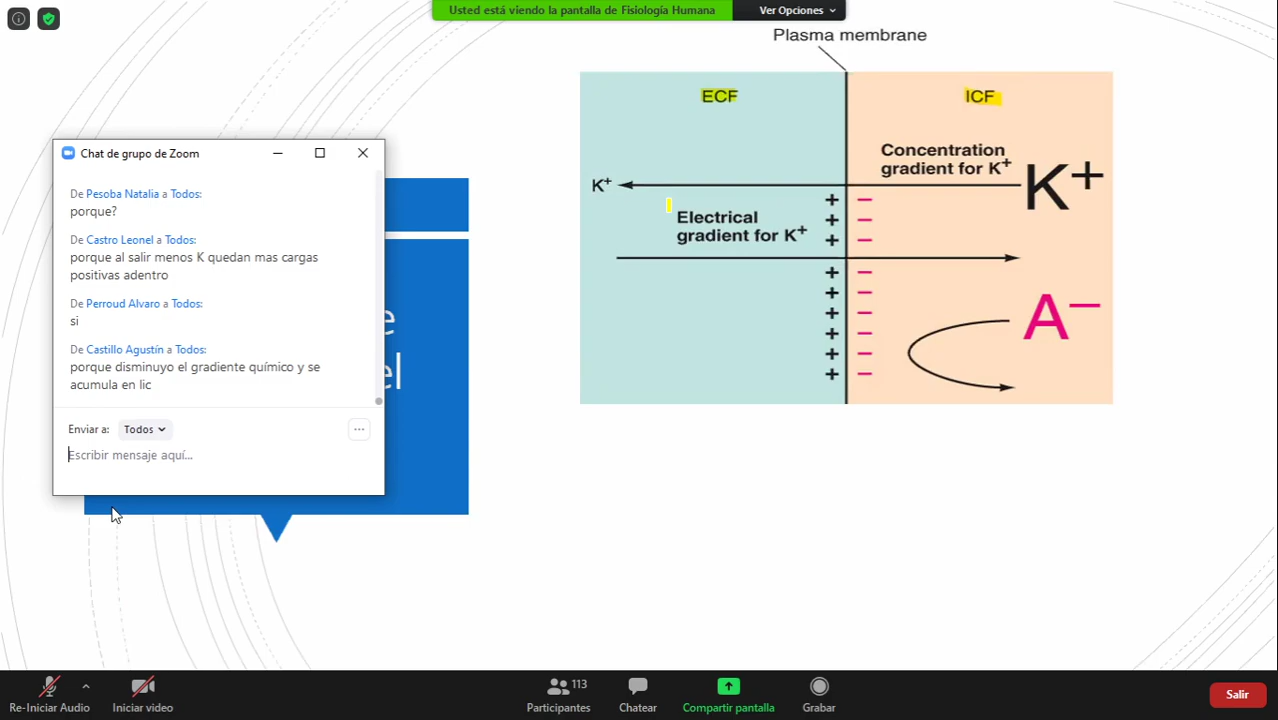 Usted está viendo la pantalla de Fisiología Humana
Ver Opciones
Plasma membrane
ECF
ICF
Concentration
gradient for K+
K+
K+
Electrical
gradient for K+
+ −
+ −
+ −
+ −
+ −
+ −
+ −
+ −
+ −
A−
Chat de grupo de Zoom
De Pesoba Natalia a Todos:
porque?
De Castro Leonel a Todos:
porque al salir menos K quedan mas cargas
positivas adentro
De Perroud Alvaro a Todos:
si
De Castillo Agustín a Todos:
porque disminuyo el gradiente químico y se
acumula en lic
Enviar a: Todos
Escribir mensaje aquí...
e
el
Re-Iniciar Audio
Iniciar video
113
Participantes
Chatear
Compartir pantalla
Grabar
Salir